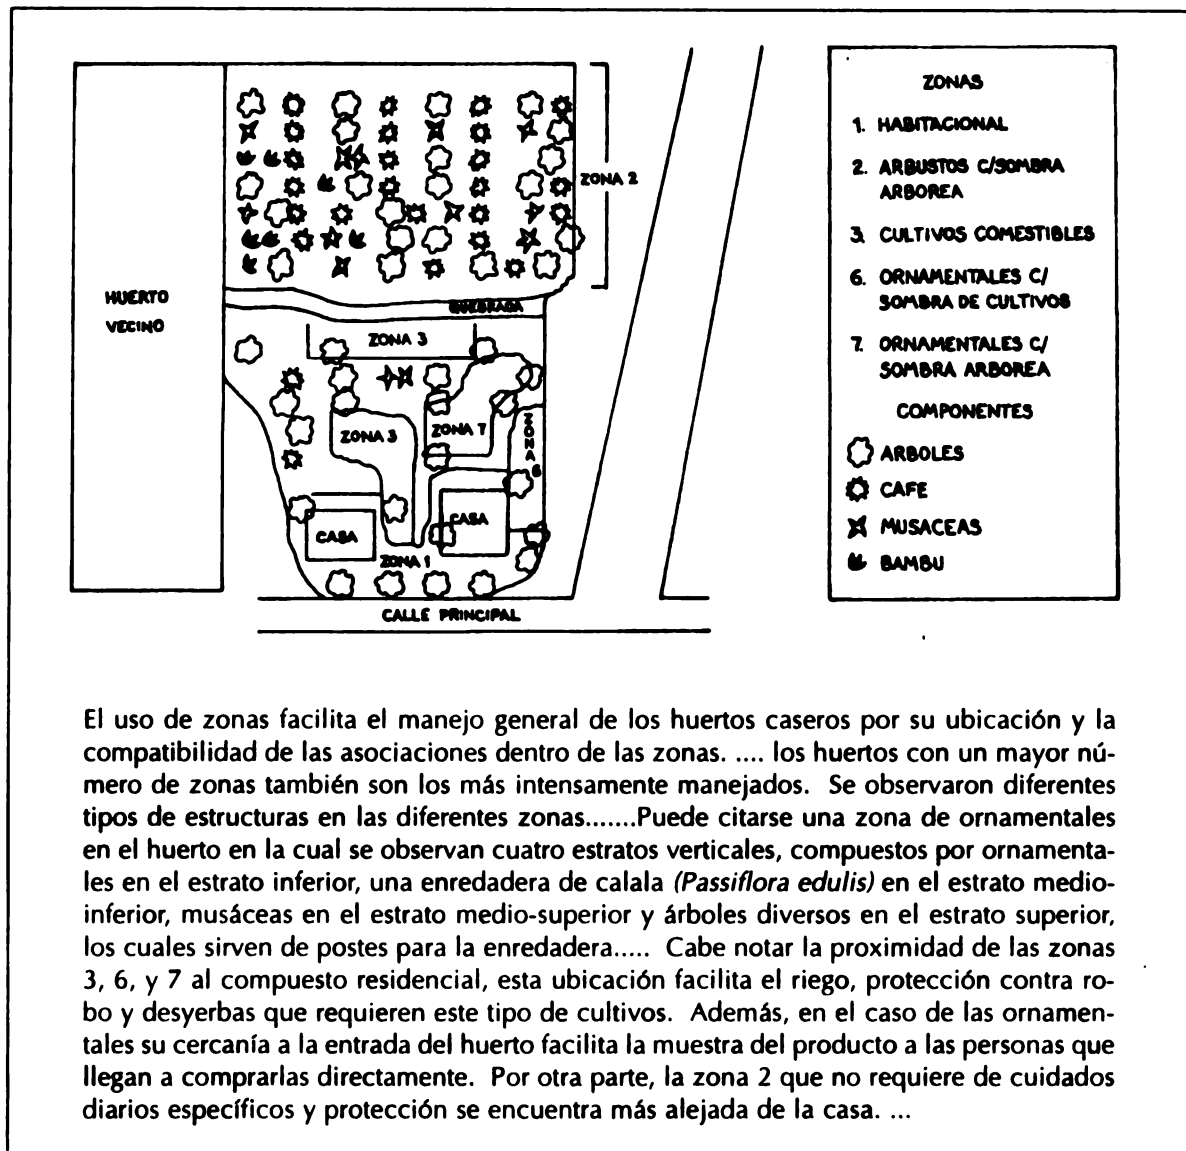 ZONA 2
HUERTO
VECINO
QUEBRADA
ZONA 3
ZONA 3
ZONA 7
ZONA 6
CASA
CASA
ZONA 1
CALLE PRINCIPAL
ZONAS
1. HABITACIONAL
2. ARBUSTOS C/SOMBRA
ARBOREA
3. CULTIVOS COMESTIBLES
6. ORNAMENTALES C/
SOMBRA DE CULTIVOS
7. ORNAMENTALES C/
SOMBRA ARBOREA
COMPONENTES
ARBOLES
CAFE
MUSACEAS
BAMBU
El uso de zonas facilita el manejo general de los huertos caseros por su ubicación y la
compatibilidad de las asociaciones dentro de las zonas. .... los huertos con un mayor nú-
mero de zonas también son los más intensamente manejados. Se observaron diferentes
tipos de estructuras en las diferentes zonas.......Puede citarse una zona de ornamentales
en el huerto en la cual se observan cuatro estratos verticales, compuestos por ornamenta-
les en el estrato inferior, una enredadera de calala (Passiflora edulis) en el estrato medio-
inferior, musáceas en el estrato medio-superior y árboles diversos en el estrato superior,
los cuales sirven de postes para la enredadera..... Cabe notar la proximidad de las zonas
3, 6, y 7 al compuesto residencial, esta ubicación facilita el riego, protección contra ro-
bo y desyerbas que requieren este tipo de cultivos. Además, en el caso de las ornamen-
tales su cercanía a la entrada del huerto facilita la muestra del producto a las personas que
llegan a comprarlas directamente. Por otra parte, la zona 2 que no requiere de cuidados
diarios específicos y protección se encuentra más alejada de la casa. ...